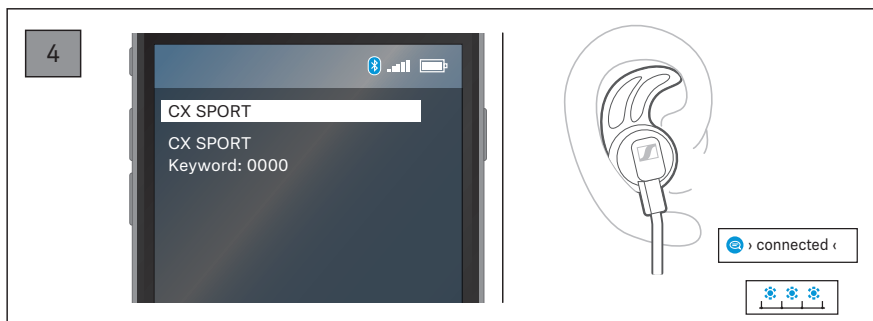 4
CX SPORT
CX SPORT
Keyword: 0000
› connected ‹